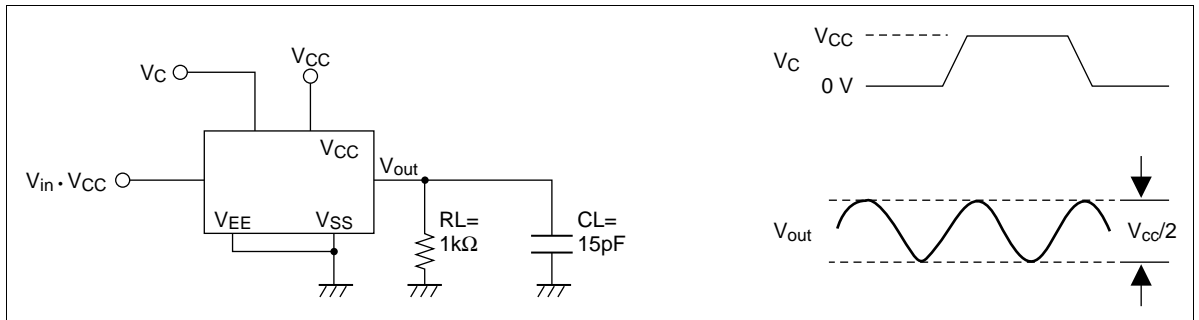 VC
VCC
VCC
Vin · VCC
Vout
VEE
VSS
RL=
1kΩ
CL=
15pF
VCC
VC
0 V
Vout
Vcc/2